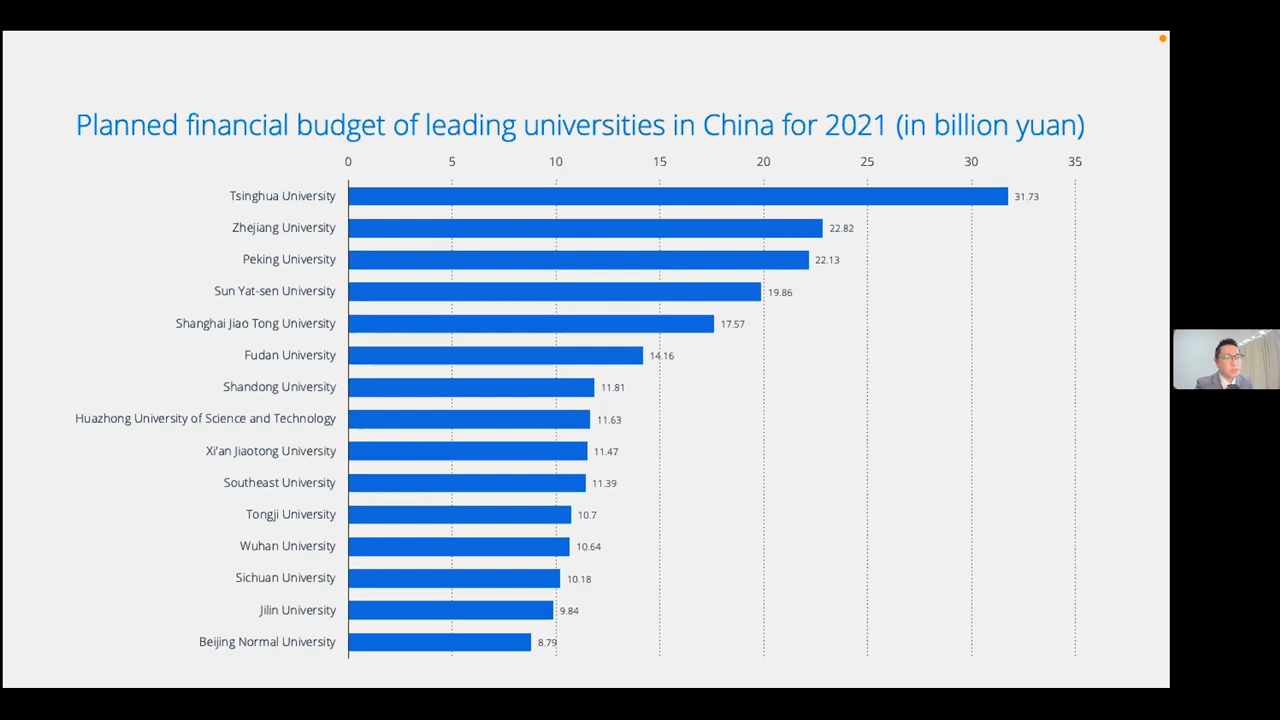 Planned financial budget of leading universities in China for 2021 (in billion yuan)
0 5 10 15 20 25 30 35
Tsinghua University 31.73
Zhejiang University 22.82
Peking University 22.13
Sun Yat-sen University 19.86
Shanghai Jiao Tong University 17.57
Fudan University 14.16
Shandong University 11.81
Huazhong University of Science and Technology 11.63
Xi'an Jiaotong University 11.47
Southeast University 11.39
Tongji University 10.7
Wuhan University 10.64
Sichuan University 10.18
Jilin University 9.84
Beijing Normal University 8.79